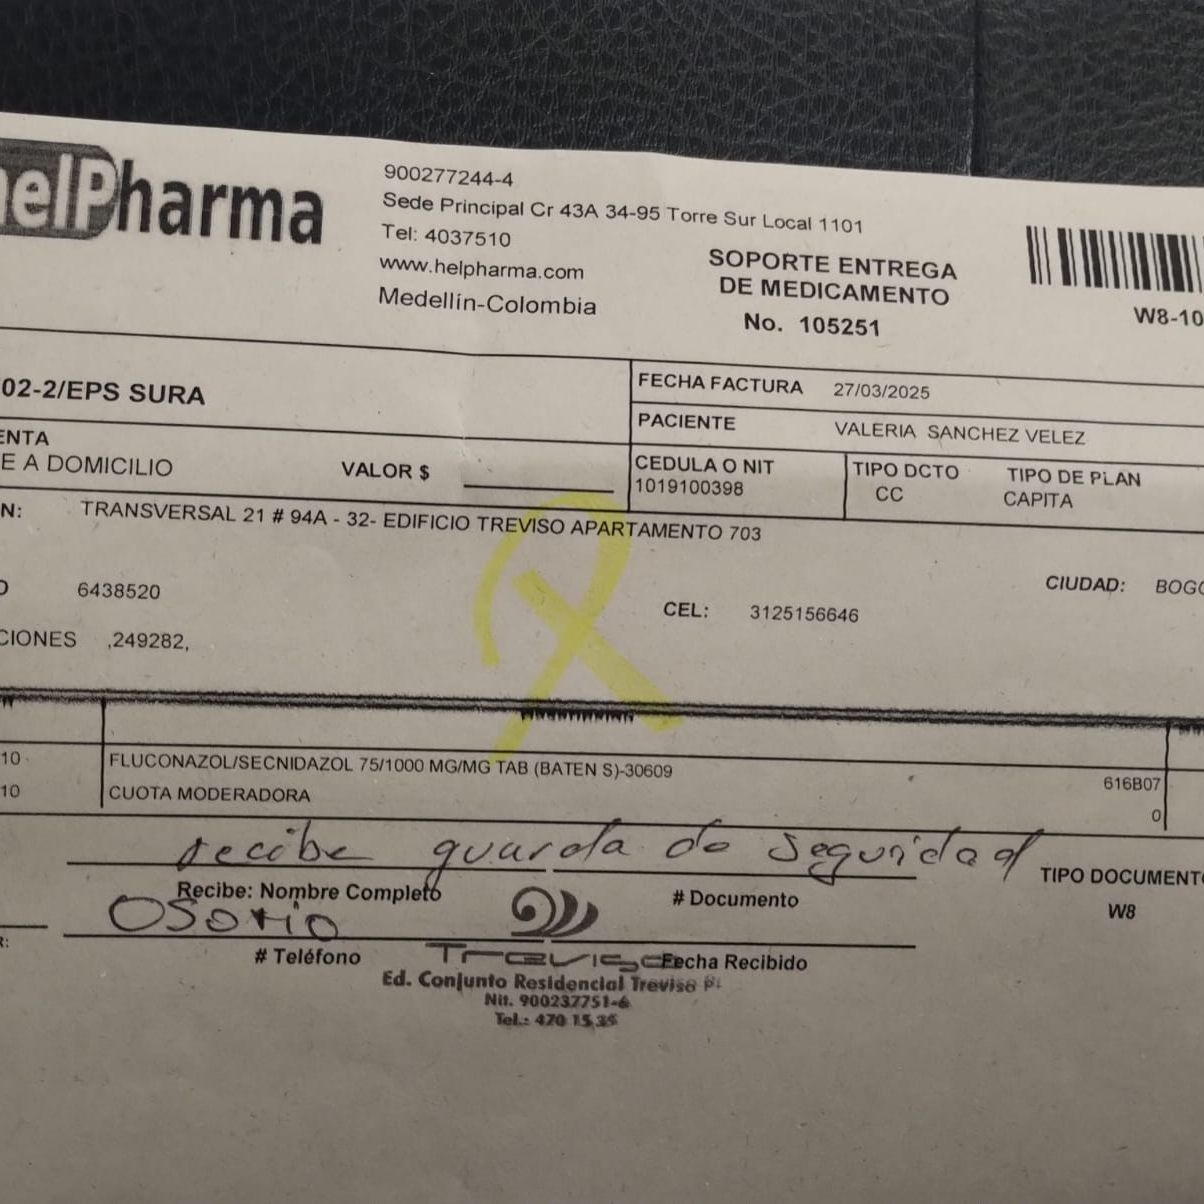 helPharma
900277244-4
Sede Principal Cr 43A 34-95 Torre Sur Local 1101
Tel: 4037510
www.helpharma.com
Medellín-Colombia
SOPORTE ENTREGA
DE MEDICAMENTO
No. 105251
W8-10
02-2/EPS SURA
FECHA FACTURA 27/03/2025
PACIENTE VALERIA SANCHEZ VELEZ
ENTA
E A DOMICILIO VALOR $
CEDULA O NIT TIPO DCTO TIPO DE PLAN
1019100398 CC CAPITA
N: TRANSVERSAL 21 # 94A - 32- EDIFICIO TREVISO APARTAMENTO 703
O 6438520 CEL: 3125156646 CIUDAD: BOGO
CIONES ,249282,
10 FLUCONAZOL/SECNIDAZOL 75/1000 MG/MG TAB (BATEN S)-30609 616B07
10 CUOTA MODERADORA 0
recibe guarda de seguridad
Recibe: Nombre Completo # Documento TIPO DOCUMENTO
W8
Osorio
R: # Teléfono Fecha Recibido
Treviso
Ed. Conjunto Residencial Treviso P.
Nit. 900237751-6
Tel.: 470 15 35